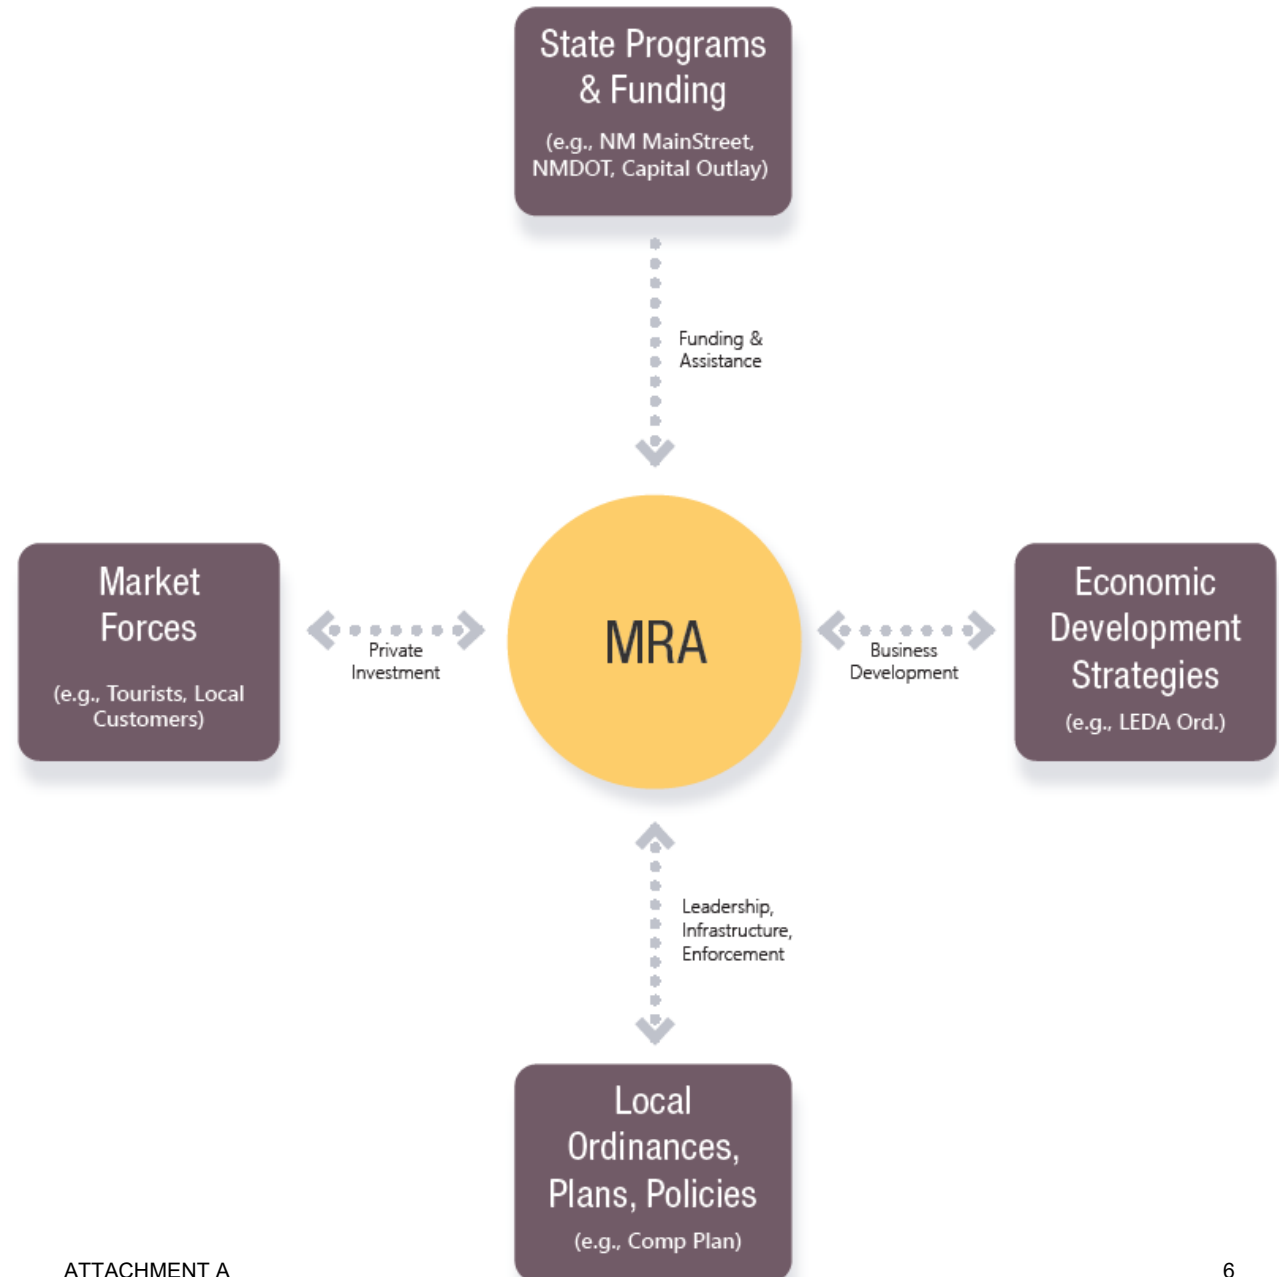 State Programs
& Funding
(e.g., NM MainStreet,
NMDOT, Capital Outlay)
Funding &
Assistance
Market
Forces
(e.g., Tourists, Local
Customers)
Private
Investment
MRA
Business
Development
Economic
Development
Strategies
(e.g., LEDA Ord.)
Leadership,
Infrastructure,
Enforcement
Local
Ordinances,
Plans, Policies
(e.g., Comp Plan)
ATTACHMENT A
6